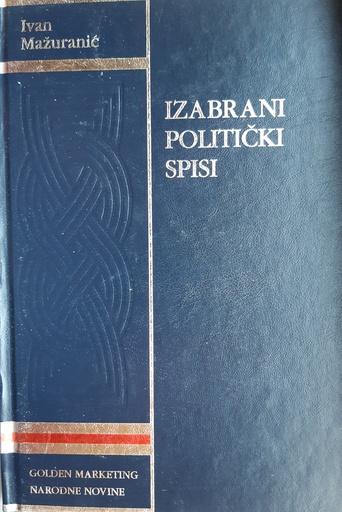 Ivan
Mažuranić
IZABRANI
POLITIČKI
SPISI
GOLDEN MARKETING
NARODNE NOVINE